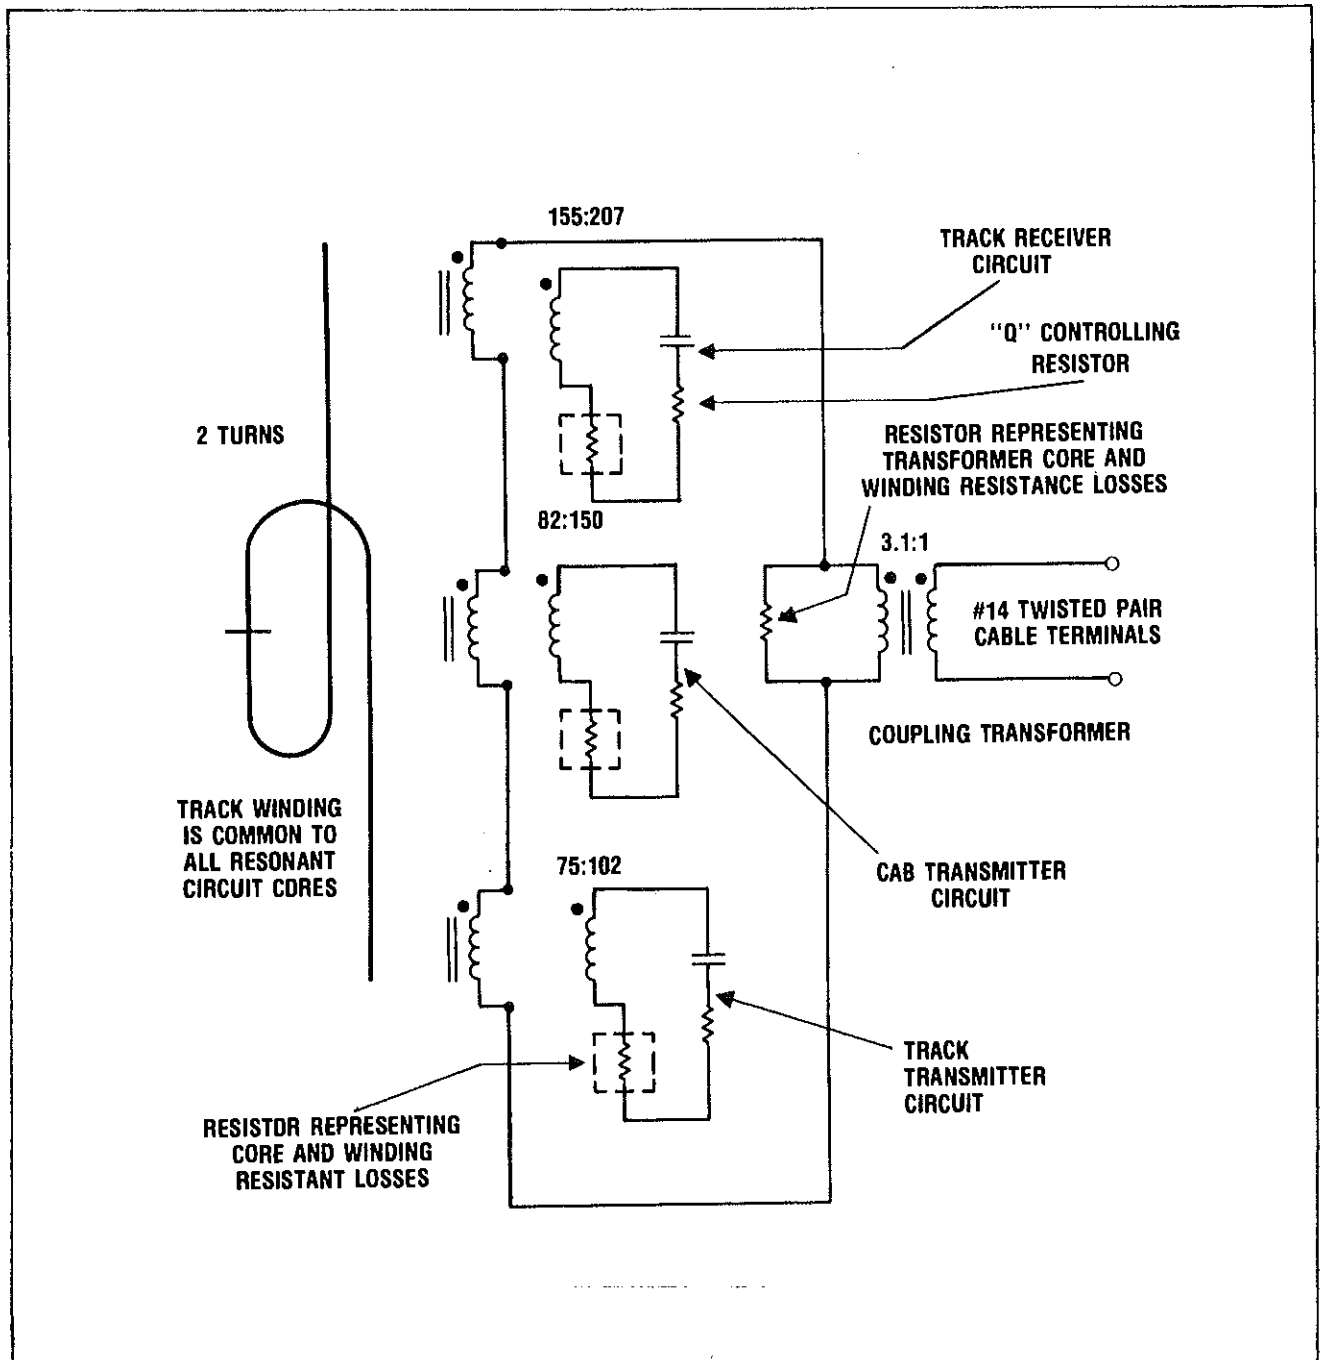 155:207
TRACK RECEIVER
CIRCUIT
"Q" CONTROLLING
RESISTOR
2 TURNS
RESISTOR REPRESENTING
TRANSFORMER CORE AND
WINDING RESISTANCE LOSSES
82:150
3.1:1
#14 TWISTED PAIR
CABLE TERMINALS
COUPLING TRANSFORMER
TRACK WINDING
IS COMMON TO
ALL RESONANT
CIRCUIT CORES
75:102
CAB TRANSMITTER
CIRCUIT
TRACK
TRANSMITTER
CIRCUIT
RESISTOR REPRESENTING
CORE AND WINDING
RESISTANT LOSSES